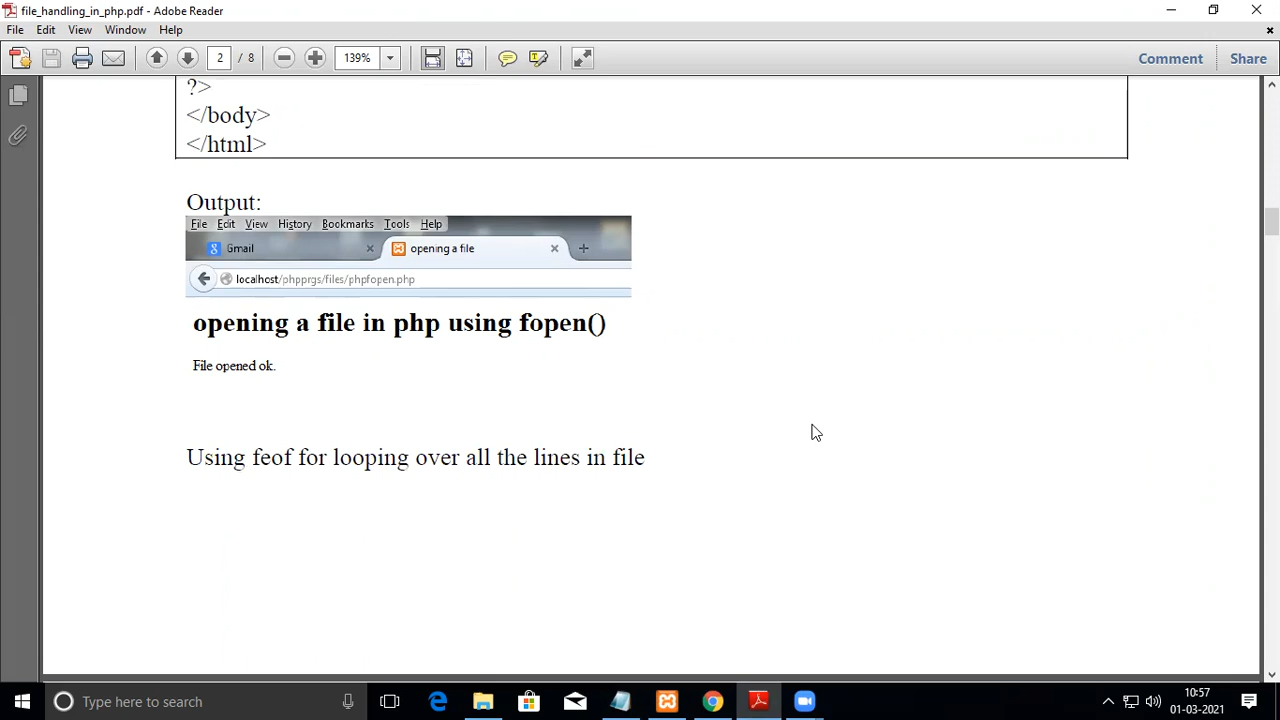 file_handling_in_php.pdf - Adobe Reader
File Edit View Window Help
2 / 8 139% Comment Share
?>
</body>
</html>
Output:
File Edit View History Bookmarks Tools Help
Gmail opening a file
localhost/phpprgs/files/phpfopen.php
opening a file in php using fopen()
File opened ok.
Using feof for looping over all the lines in file
Type here to search
10:57
01-03-2021